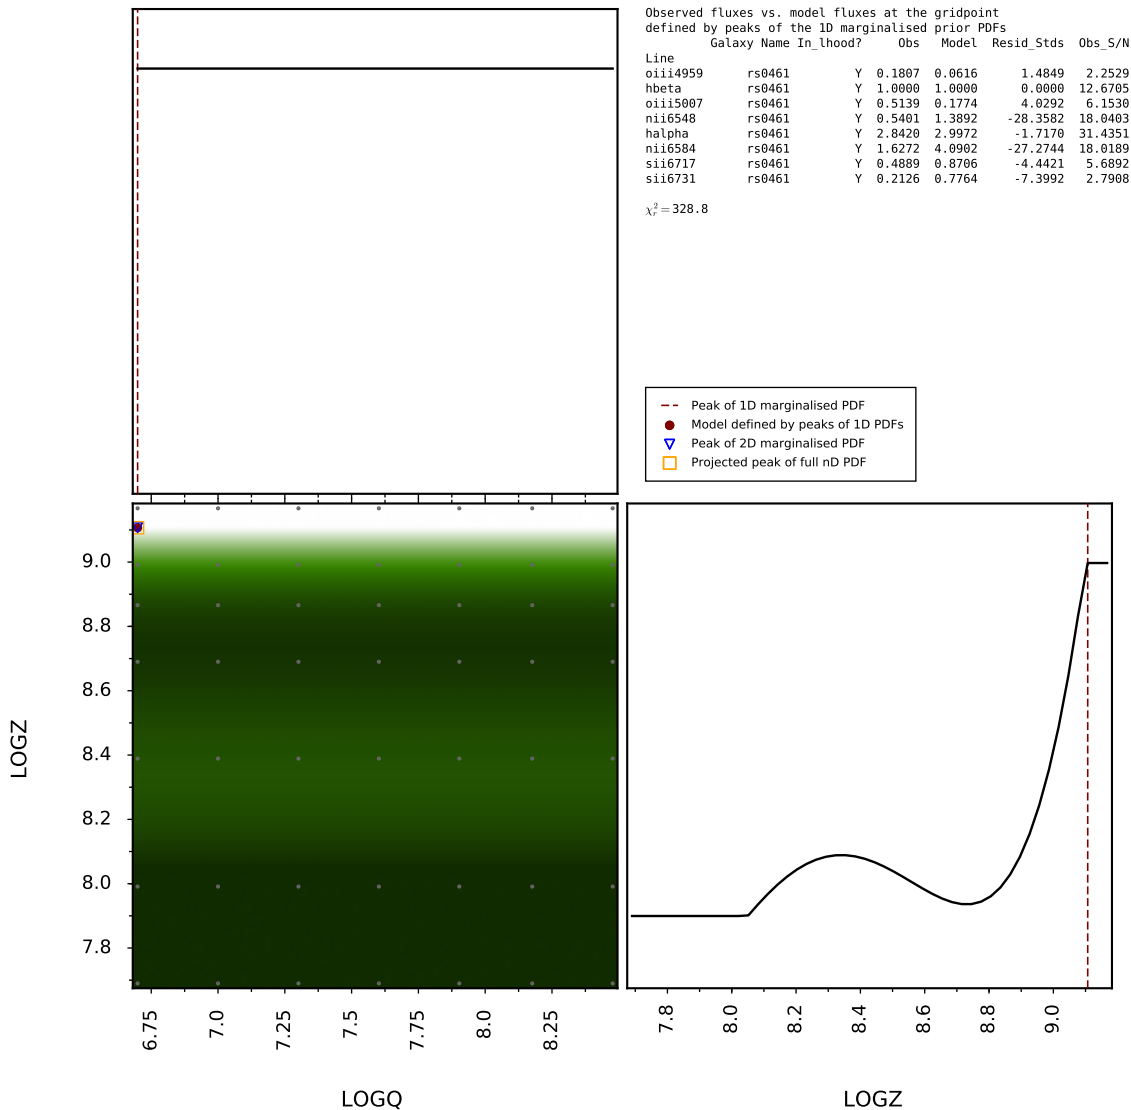 Observed fluxes vs. model fluxes at the gridpoint
defined by peaks of the 1D marginalised prior PDFs
Galaxy Name In_lhood? Obs Model Resid_Stds Obs_S/N
Line
oiii4959 rs0461 Y 0.1807 0.0616 1.4849 2.2529
hbeta rs0461 Y 1.0000 1.0000 0.0000 12.6705
oiii5007 rs0461 Y 0.5139 0.1774 4.0292 6.1530
nii6548 rs0461 Y 0.5401 1.3892 -28.3582 18.0403
halpha rs0461 Y 2.8420 2.9972 -1.7170 31.4351
nii6584 rs0461 Y 1.6272 4.0902 -27.2744 18.0189
sii6717 rs0461 Y 0.4889 0.8706 -4.4421 5.6892
sii6731 rs0461 Y 0.2126 0.7764 -7.3992 2.7908
χ²ᵣ = 328.8
Peak of 1D marginalised PDF
Model defined by peaks of 1D PDFs
Peak of 2D marginalised PDF
Projected peak of full nD PDF
LOGZ
9.0
8.8
8.6
8.4
8.2
8.0
7.8
6.75 7.0 7.25 7.5 7.75 8.0 8.25
LOGQ
7.8 8.0 8.2 8.4 8.6 8.8 9.0
LOGZ